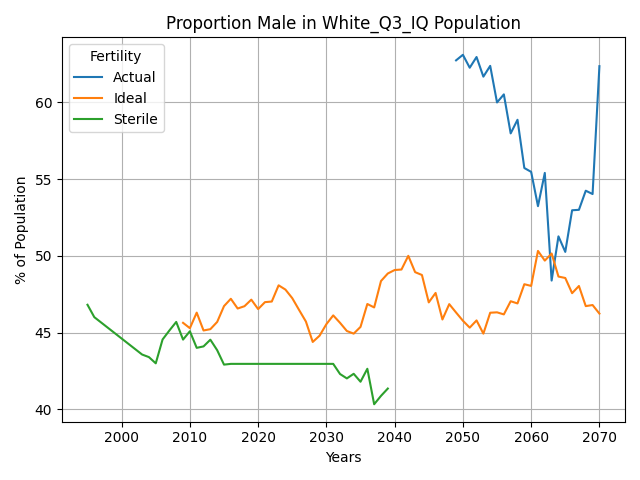 Proportion Male in White_Q3_IQ Population
Fertility
Actual
Ideal
Sterile
60
55
50
45
40
% of Population
2000
2010
2020
2030
2040
2050
2060
2070
Years